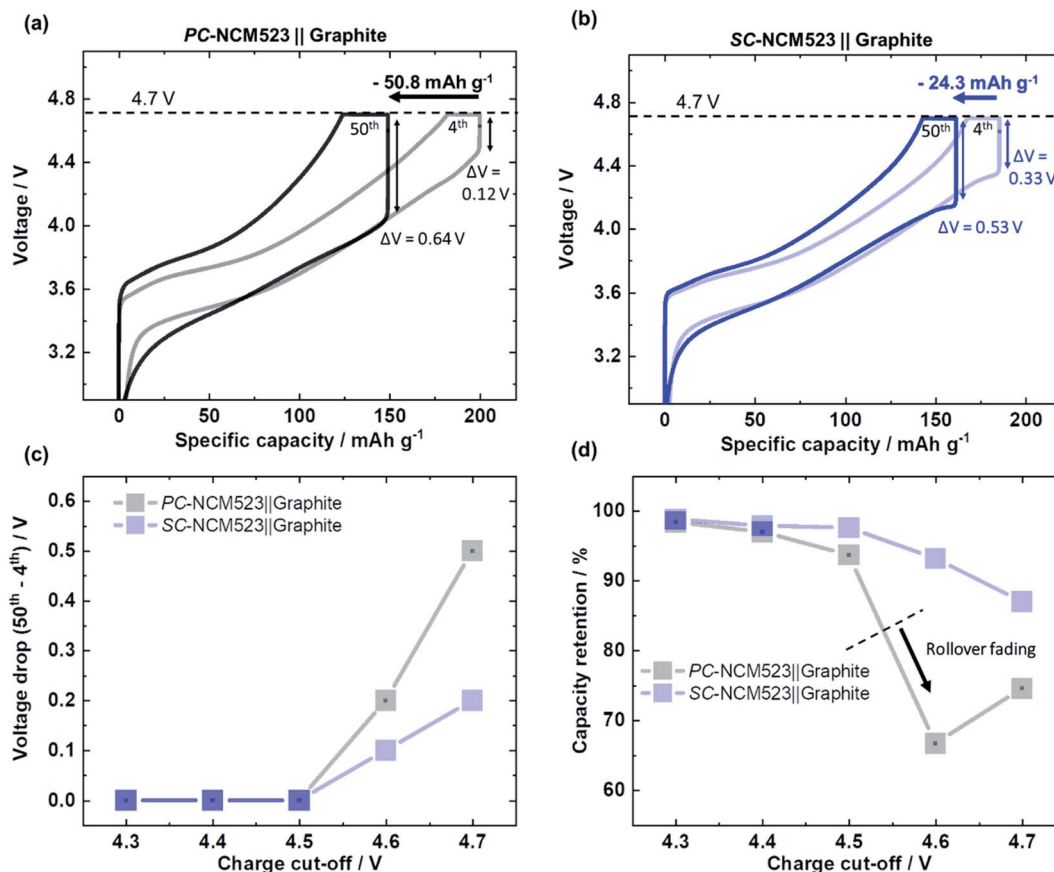 (a)
PC-NCM523 || Graphite
- 50.8 mAh g⁻¹
4.7 V
50th
4th
ΔV =
0.12 V
ΔV = 0.64 V
4.8
4.4
4.0
3.6
3.2
Voltage / V
0 50 100 150 200
Specific capacity / mAh g⁻¹
(b)
SC-NCM523 || Graphite
- 24.3 mAh g⁻¹
4.7 V
50th
4th
ΔV =
0.33 V
ΔV = 0.53 V
4.8
4.4
4.0
3.6
3.2
Voltage / V
0 50 100 150 200
Specific capacity / mAh g⁻¹
(c)
PC-NCM523||Graphite
SC-NCM523||Graphite
0.6
0.5
0.4
0.3
0.2
0.1
0.0
Voltage drop (50th - 4th) / V
4.3 4.4 4.5 4.6 4.7
Charge cut-off / V
(d)
100
90
80
70
60
Capacity retention / %
Rollover fading
PC-NCM523||Graphite
SC-NCM523||Graphite
4.3 4.4 4.5 4.6 4.7
Charge cut-off / V